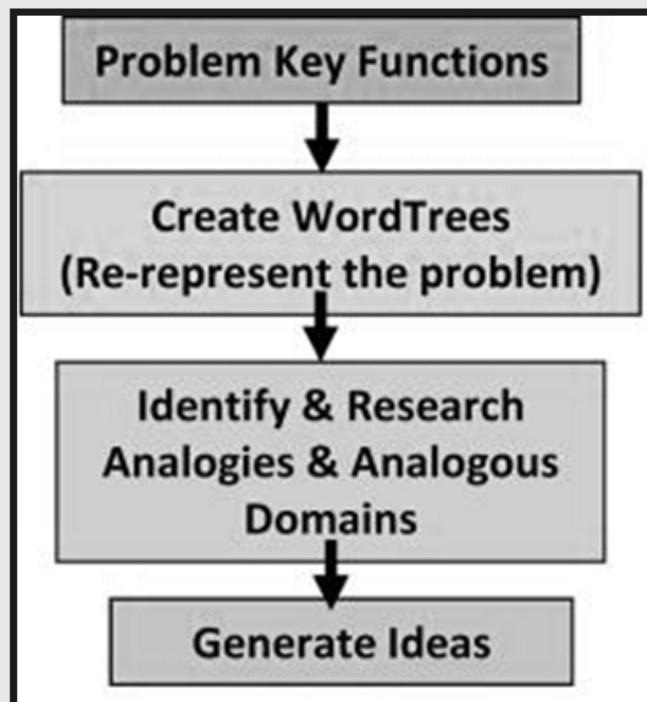 Problem Key Functions
Create WordTrees
(Re-represent the problem)
Identify & Research
Analogies & Analogous
Domains
Generate Ideas